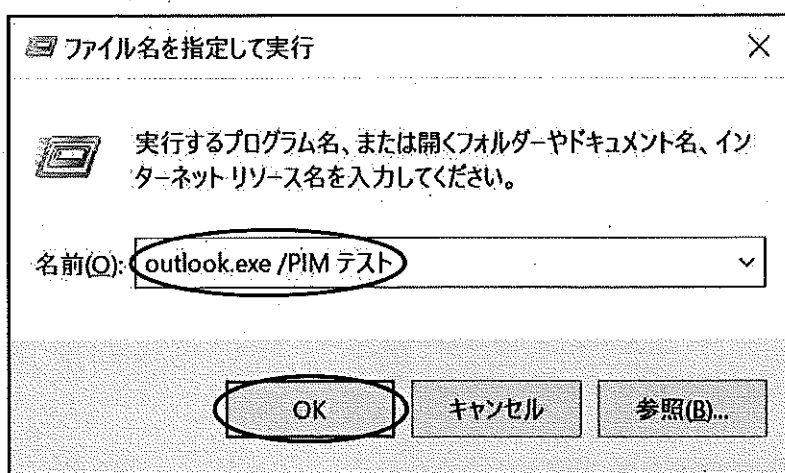 ファイル名を指定して実行
実行するプログラム名、または開くフォルダーやドキュメント名、イン
ターネット リソース名を入力してください。
名前(O): outlook.exe /PIM テスト
OK キャンセル 参照(B)...